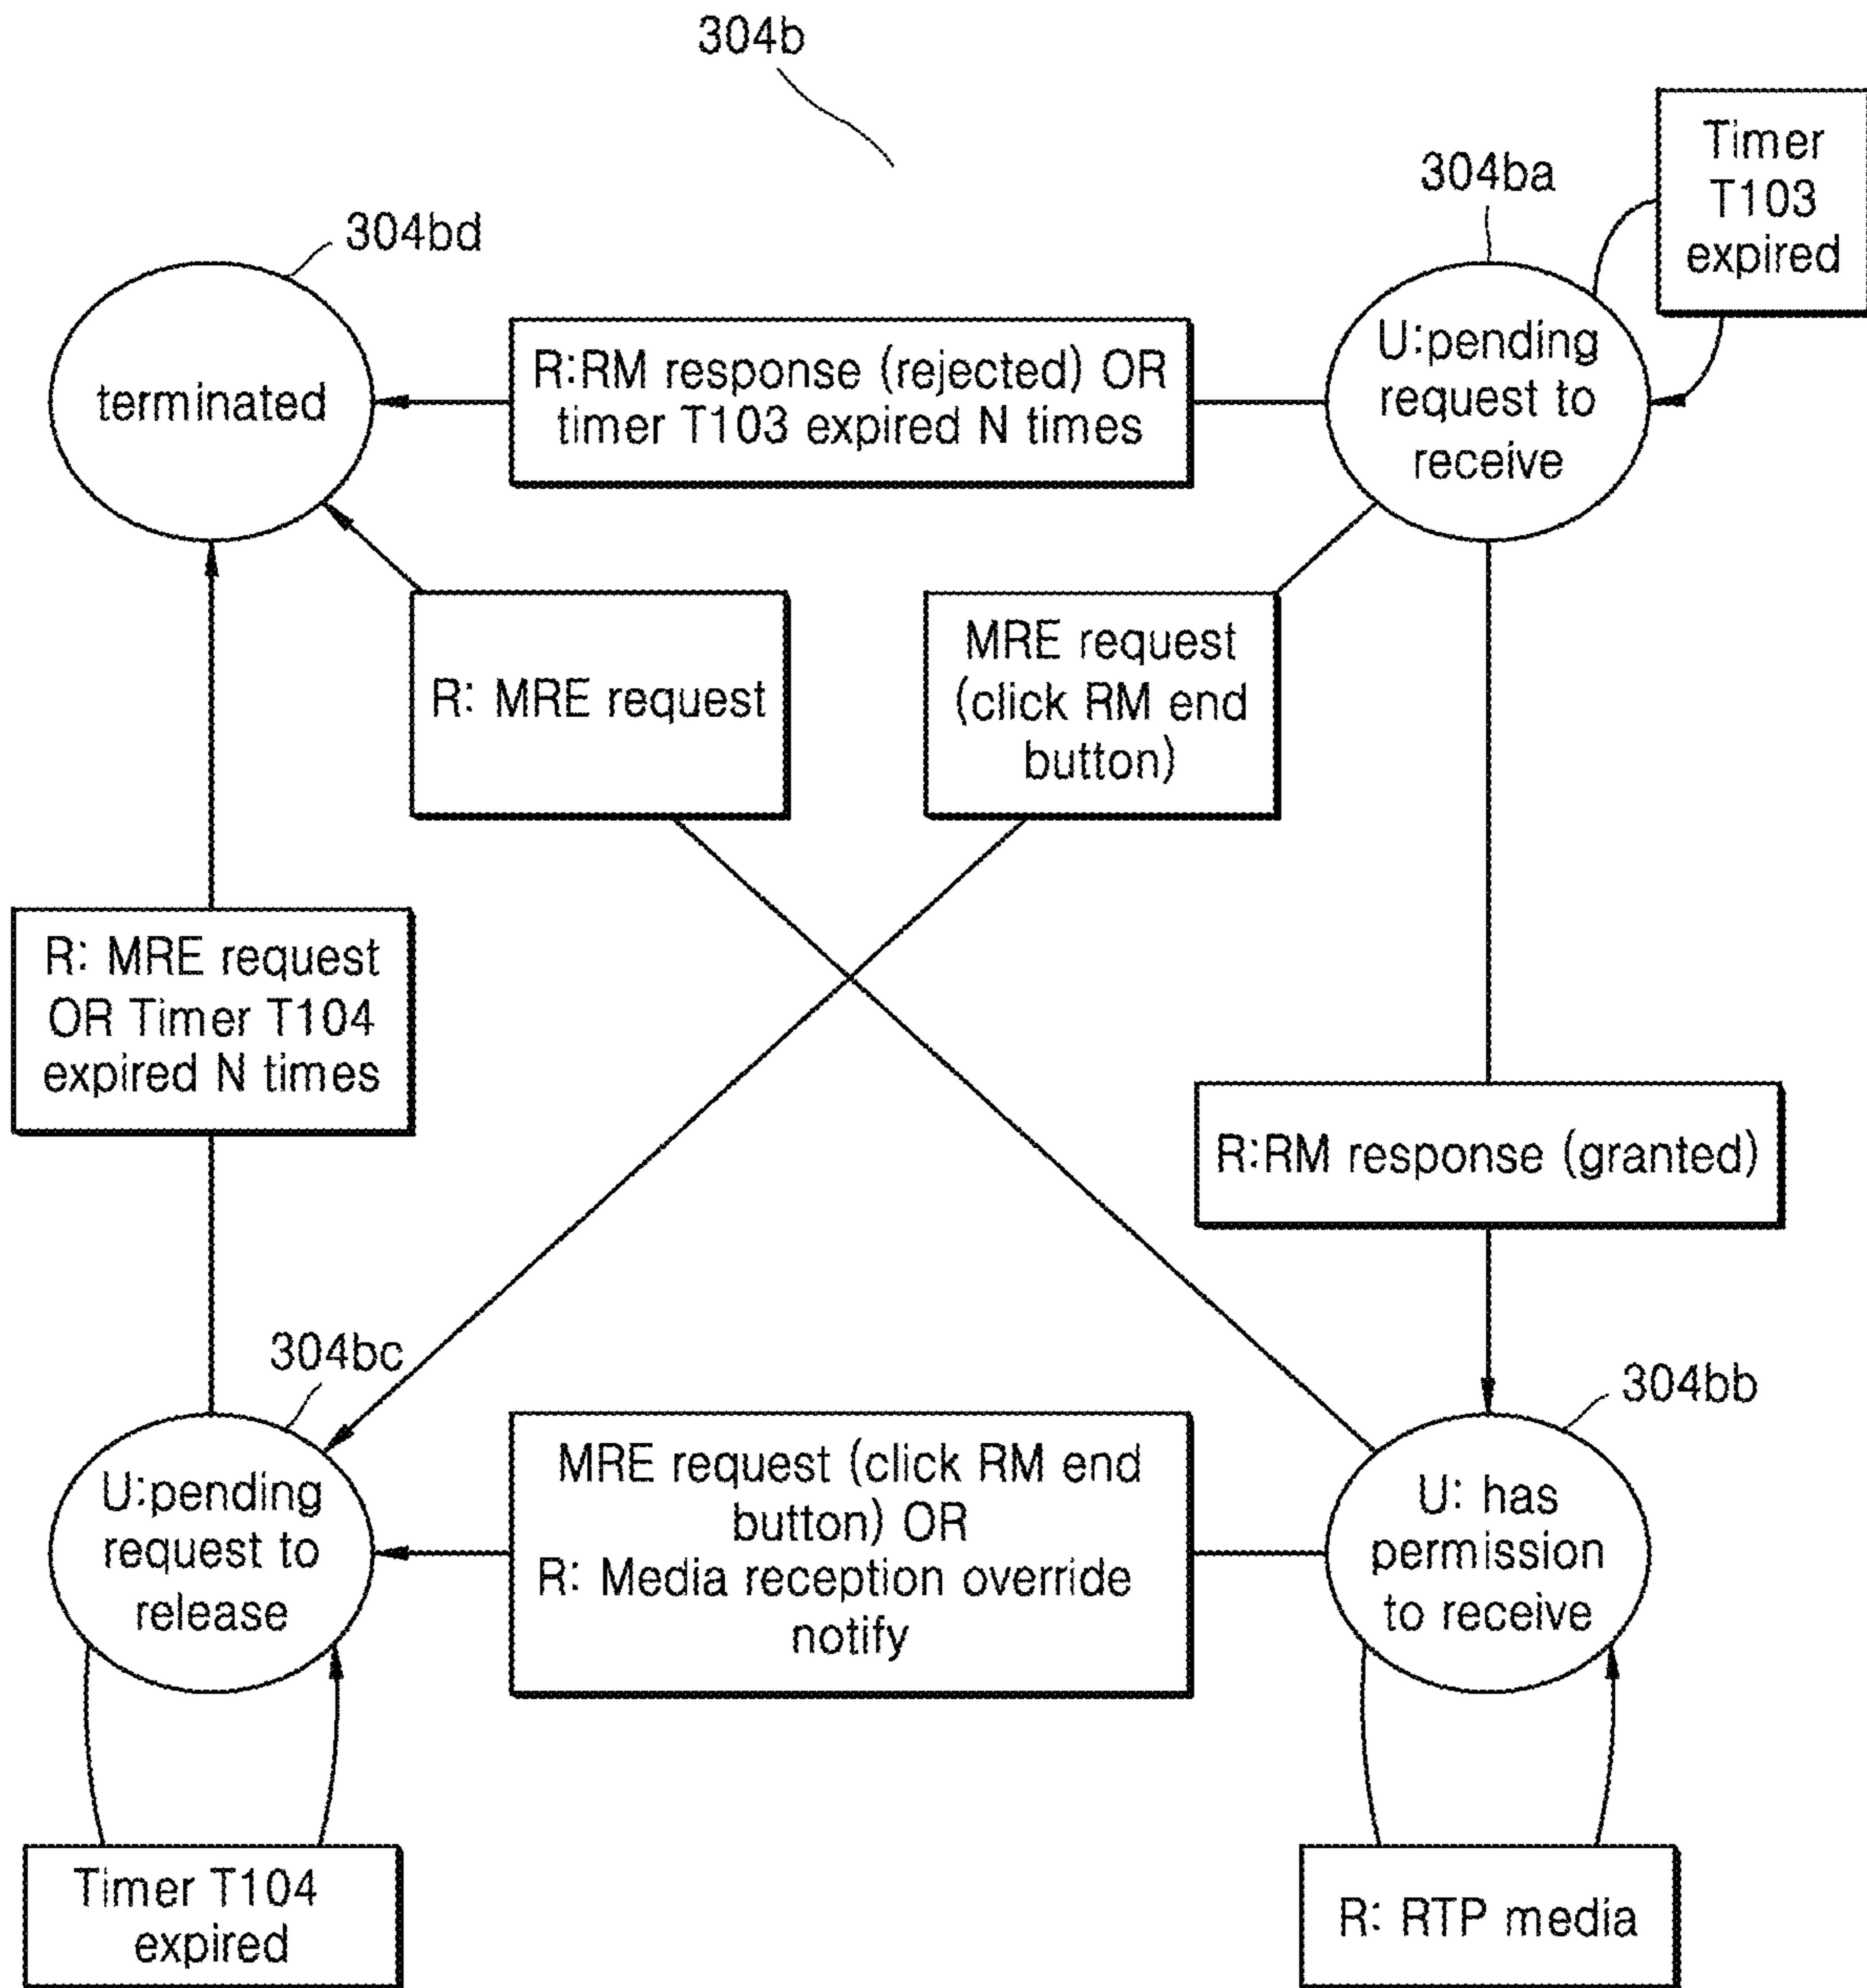 304b
Timer
T103
expired
304ba
304bd
U:pending
request to
receive
terminated
R:RM response (rejected) OR
timer T103 expired N times
R: MRE request
MRE request
(click RM end
button)
R: MRE request
OR Timer T104
expired N times
R:RM response (granted)
304bc
304bb
U:pending
request to
release
MRE request (click RM end
button) OR
R: Media reception override
notify
U: has
permission
to receive
Timer T104
expired
R: RTP media